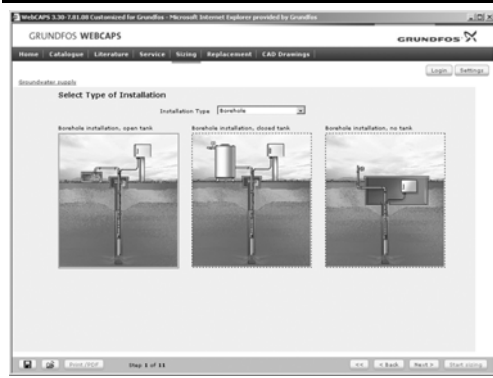 WebCAPS 3.30-7.01.08 Customized for Grundfos - Microsoft Internet Explorer provided by Grundfos
GRUNDFOS WEBCAPS
GRUNDFOS
Home Catalogue Literature Service Sizing Replacement CAD Drawings
Login Settings
Groundwater supply
Select Type of Installation
Installation Type Borehole
Borehole installation, open tank Borehole installation, closed tank Borehole installation, no tank
Print/PDF Step 1 of 11 << < Back Next > Start sizing